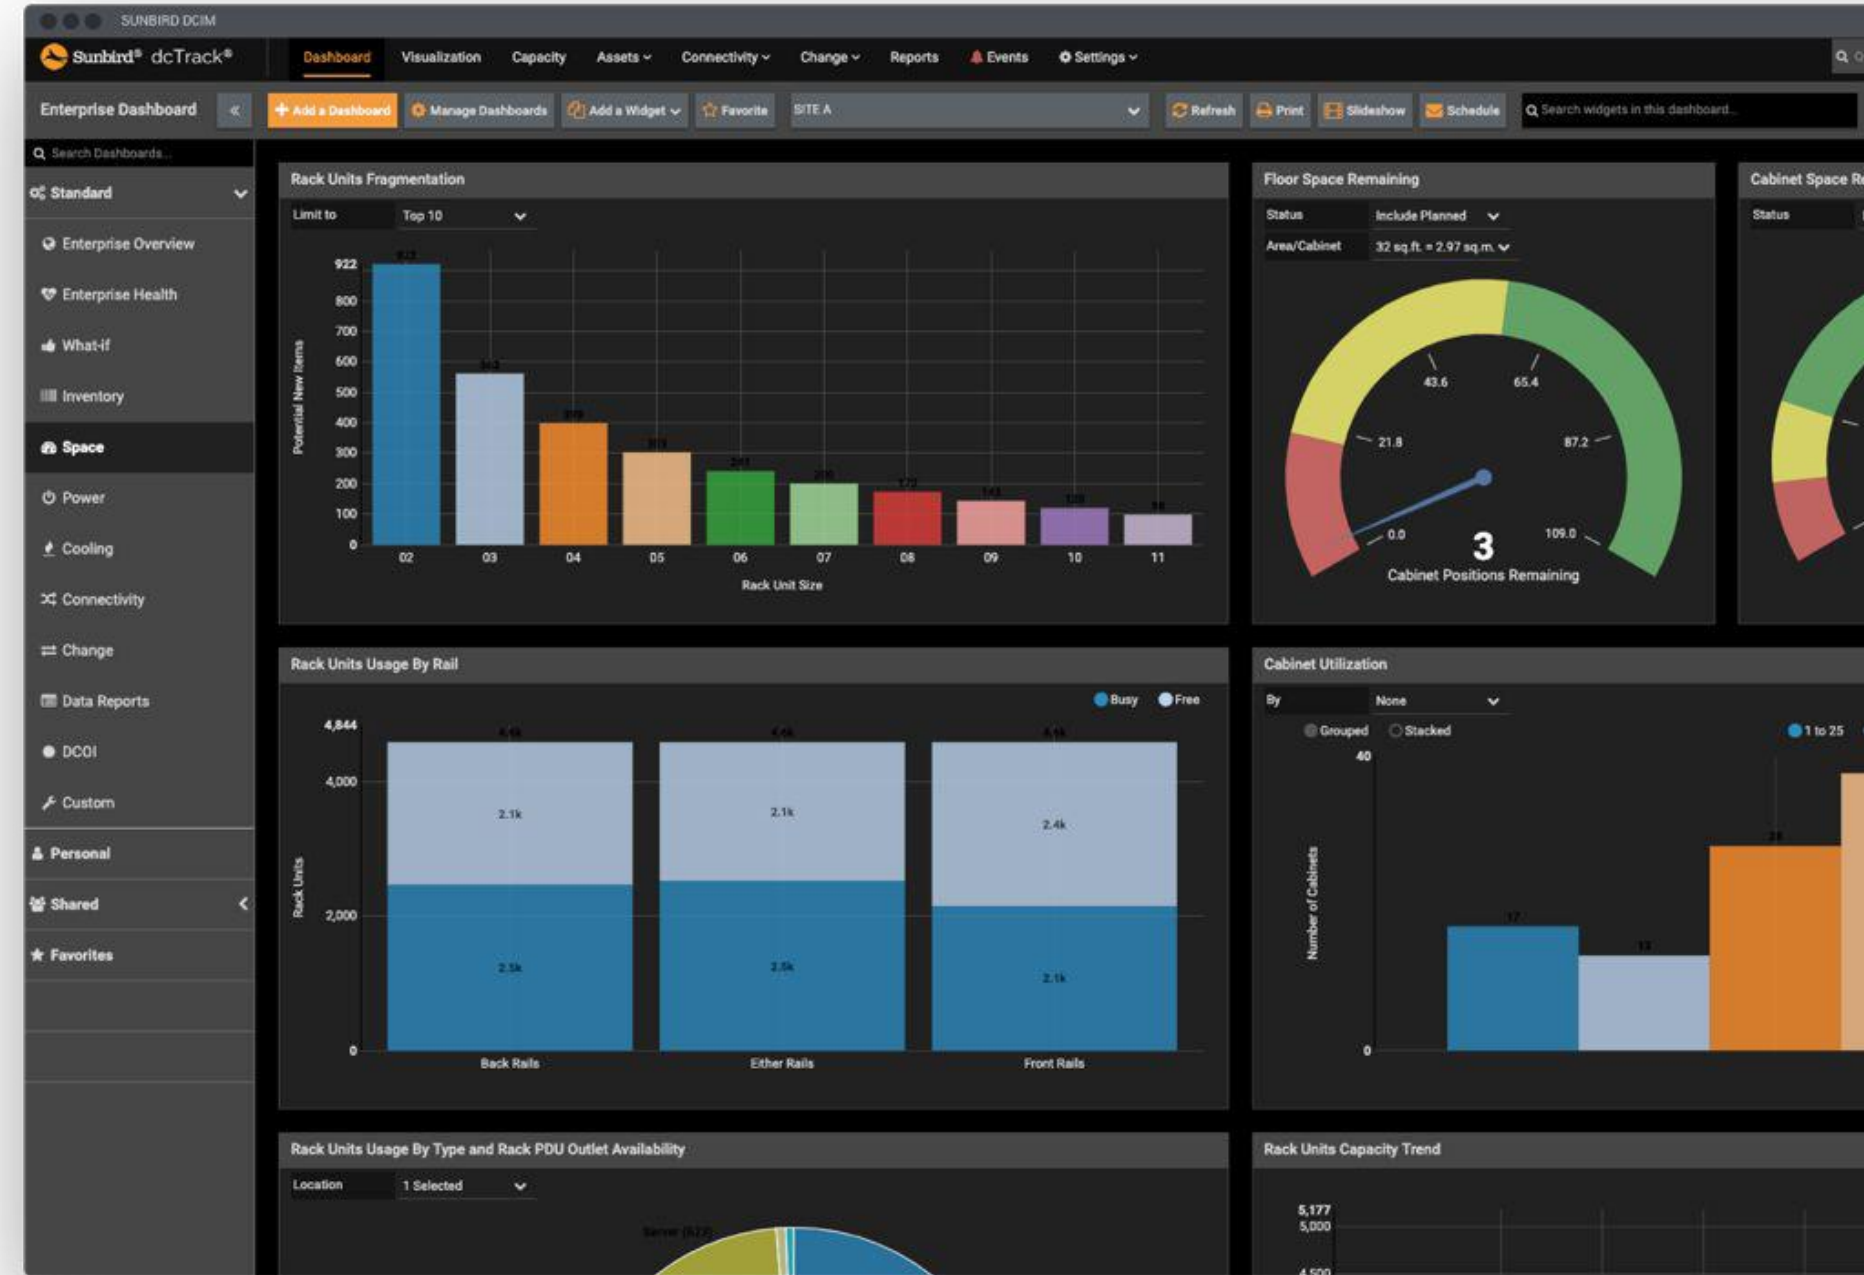 SUNBIRD DCIM
Sunbird® dcTrack®
Dashboard Visualization Capacity Assets Connectivity Change Reports Events Settings
Enterprise Dashboard « + Add a Dashboard Manage Dashboards Add a Widget Favorite SITE A Refresh Print Slideshow Schedule Search widgets in this dashboard...
Search Dashboards...
Standard
Enterprise Overview
Enterprise Health
What-if
Inventory
Space
Power
Cooling
Connectivity
Change
Data Reports
DCOI
Custom
Personal
Shared
Favorites
Rack Units Fragmentation
Limit to Top 10
Potential New Items
922
800
700
600
500
400
300
200
100
0
02 03 04 05 06 07 08 09 10 11
Rack Unit Size
Floor Space Remaining
Status Include Planned
Area/Cabinet 32 sq.ft. = 2.97 sq.m.
43.6 65.4
21.8 87.2
0.0 109.0
3
Cabinet Positions Remaining
Cabinet Space
Status
Rack Units Usage By Rail
Busy Free
Rack Units
4,844
4,000
2,000
0
2.1k 2.1k 2.4k
2.5k 2.5k 2.1k
Back Rails Either Rails Front Rails
Cabinet Utilization
By None
Grouped Stacked 1 to 25
Number of Cabinets
40
17 13
0
Rack Units Usage By Type and Rack PDU Outlet Availability
Location 1 Selected
Rack Units Capacity Trend
5,177
5,000
4,500